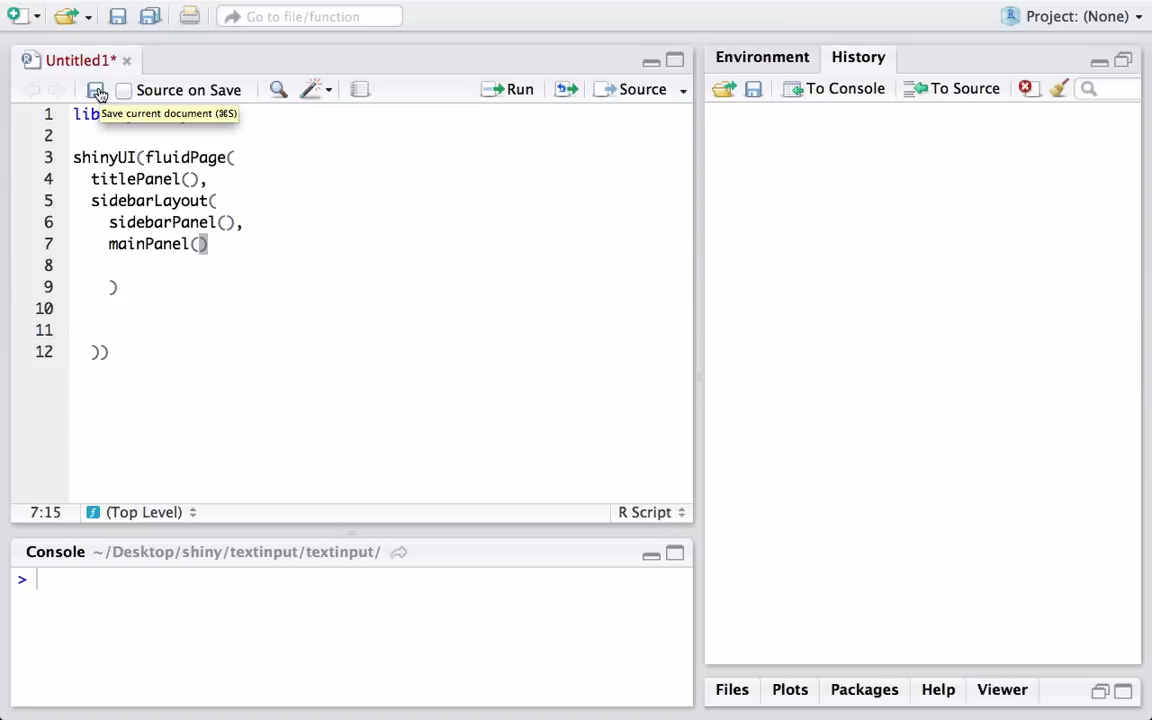 Go to file/function
Project: (None)
Untitled1*
Environment
History
Source on Save
Run
Source
To Console
To Source
1 lib
Save current document (⌘S)
2
3 shinyUI(fluidPage(
4 titlePanel(),
5 sidebarLayout(
6 sidebarPanel(),
7 mainPanel()
8
9 )
10
11
12 ))
7:15
(Top Level)
R Script
Console ~/Desktop/shiny/textinput/textinput/
>
Files
Plots
Packages
Help
Viewer